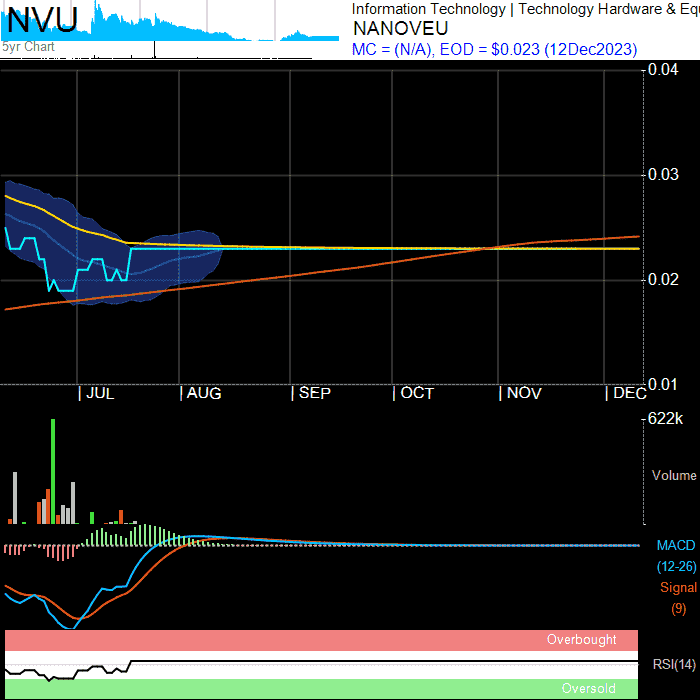 NVU
5yr Chart
Information Technology | Technology Hardware & Equ
NANOVEU
MC = (N/A), EOD = $0.023 (12Dec2023)
0.04
0.03
0.02
0.01
| JUL | AUG | SEP | OCT | NOV | DEC
622k
Volume
MACD
(12-26)
Signal
(9)
Overbought
RSI(14)
Oversold